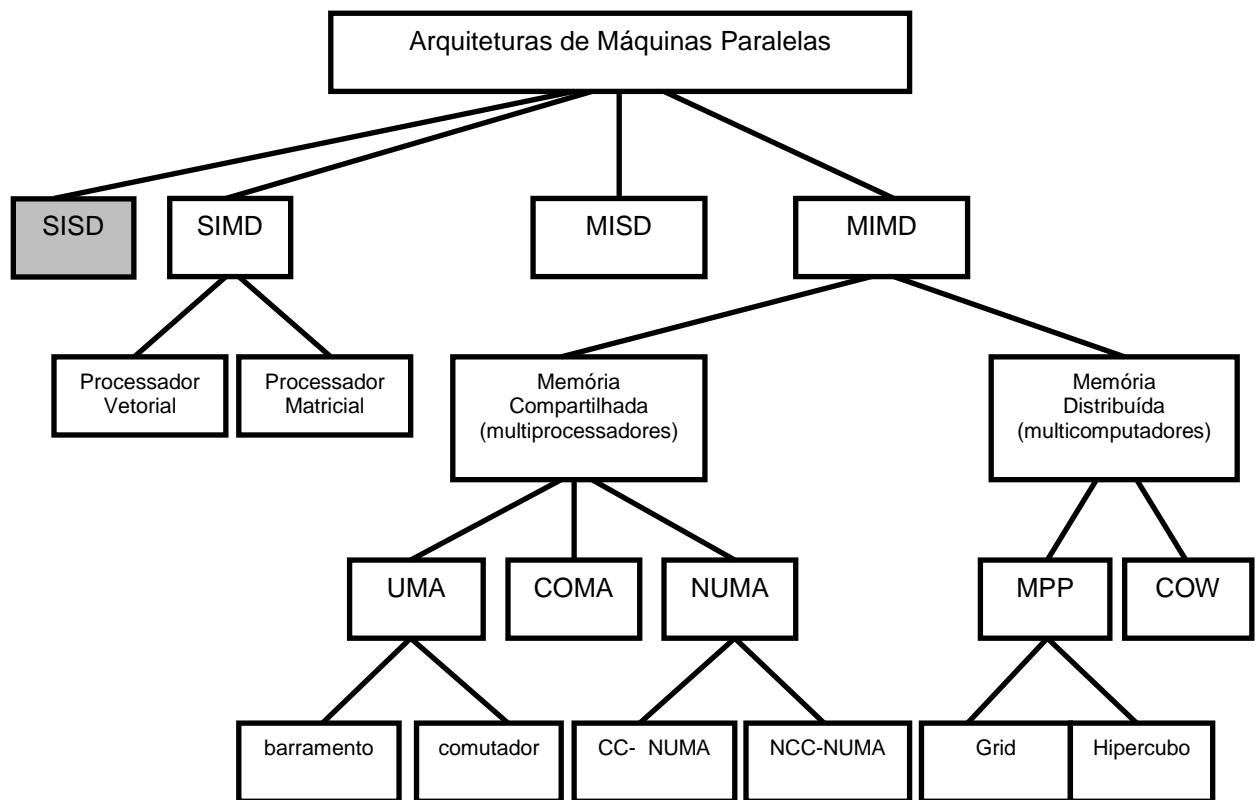 Arquiteturas de Máquinas Paralelas
SISD
SIMD
MISD
MIMD
Processador
Vetorial
Processador
Matricial
Memória
Compartilhada
(multiprocessadores)
Memória
Distribuída
(multicomputadores)
UMA
COMA
NUMA
MPP
COW
barramento
comutador
CC- NUMA
NCC-NUMA
Grid
Hipercubo